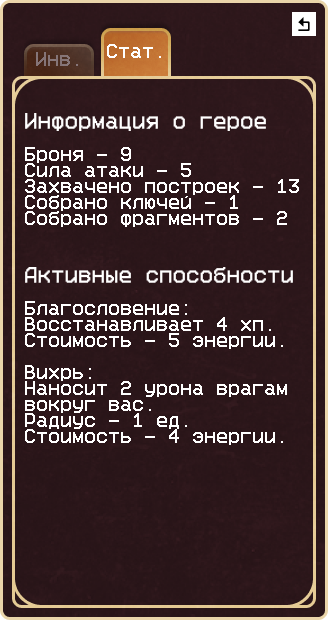 Инв.
Стат.
Информация о герое
Броня – 9
Сила атаки – 5
Захвачено построек – 13
Собрано ключей – 1
Собрано фрагментов – 2
Активные способности
Благословение:
Восстанавливает 4 хп.
Стоимость – 5 энергии.
Вихрь:
Наносит 2 урона врагам
вокруг вас.
Радиус – 1 ед.
Стоимость – 4 энергии.